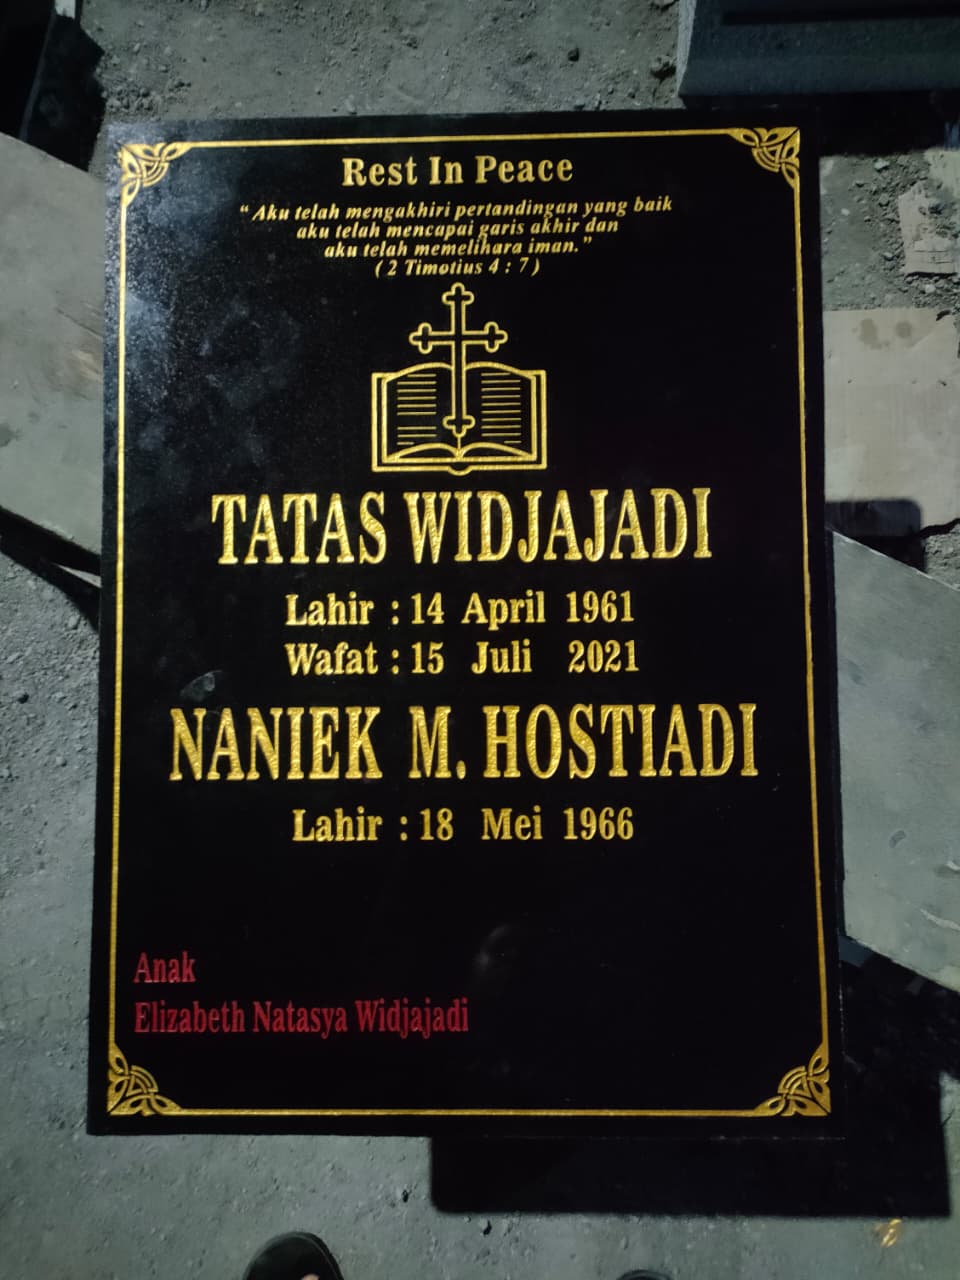 Rest In Peace
“ Aku telah mengakhiri pertandingan yang baik
aku telah mencapai garis akhir dan
aku telah memelihara iman.”
( 2 Timotius 4 : 7 )
TATAS WIDJAJADI
Lahir : 14 April 1961
Wafat : 15 Juli 2021
NANIEK M. HOSTIADI
Lahir : 18 Mei 1966
Anak
Elizabeth Natasya Widjajadi